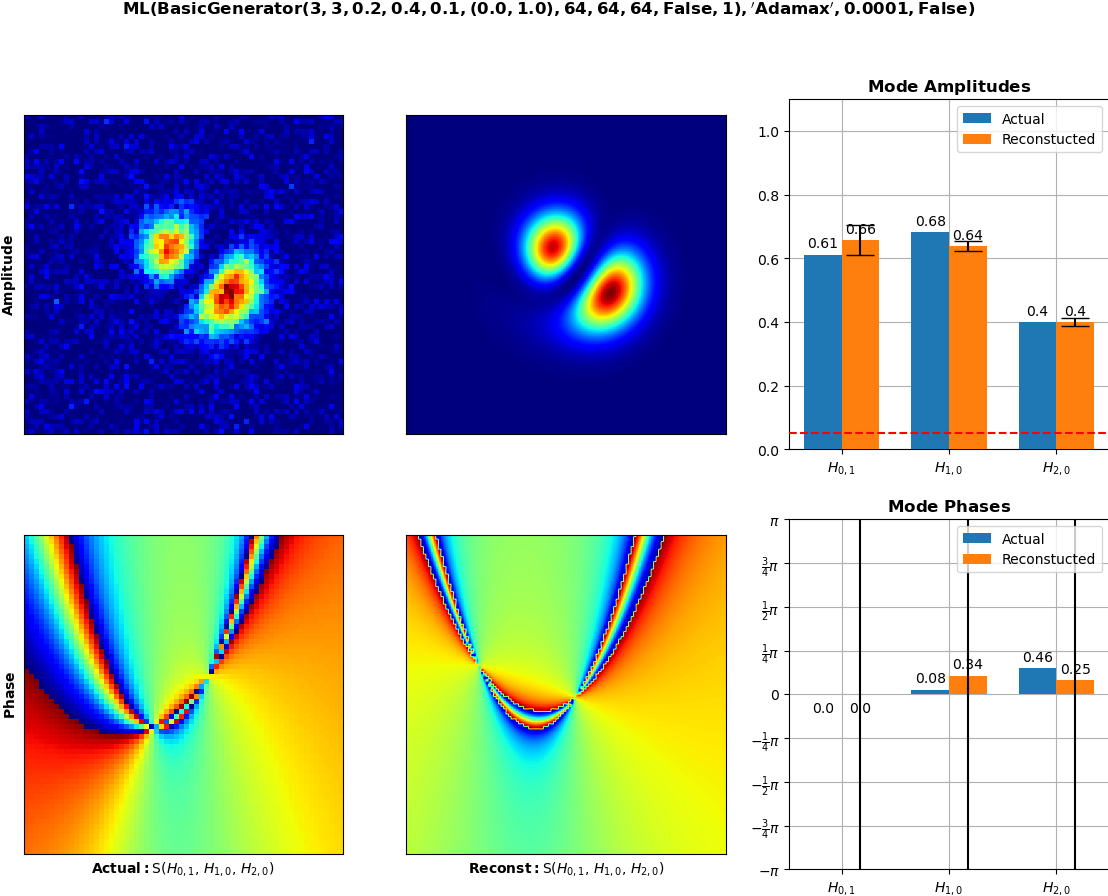 ML(BasicGenerator(3, 3, 0.2, 0.4, 0.1, (0.0, 1.0), 64, 64, 64, False, 1), ′Adamax′, 0.0001, False)
Amplitude
Mode Amplitudes
Actual
Reconstucted
1.0
0.8
0.6
0.4
0.2
0.0
0.61
0.66
0.68
0.64
0.4
0.4
H0,1
H1,0
H2,0
Phase
Actual: S(H0,1, H1,0, H2,0)
Reconst: S(H0,1, H1,0, H2,0)
Mode Phases
Actual
Reconstucted
π
3/4π
1/2π
1/4π
0
−1/4π
−1/2π
−3/4π
−π
0.0
0.0
0.08
0.34
0.46
0.25
H0,1
H1,0
H2,0